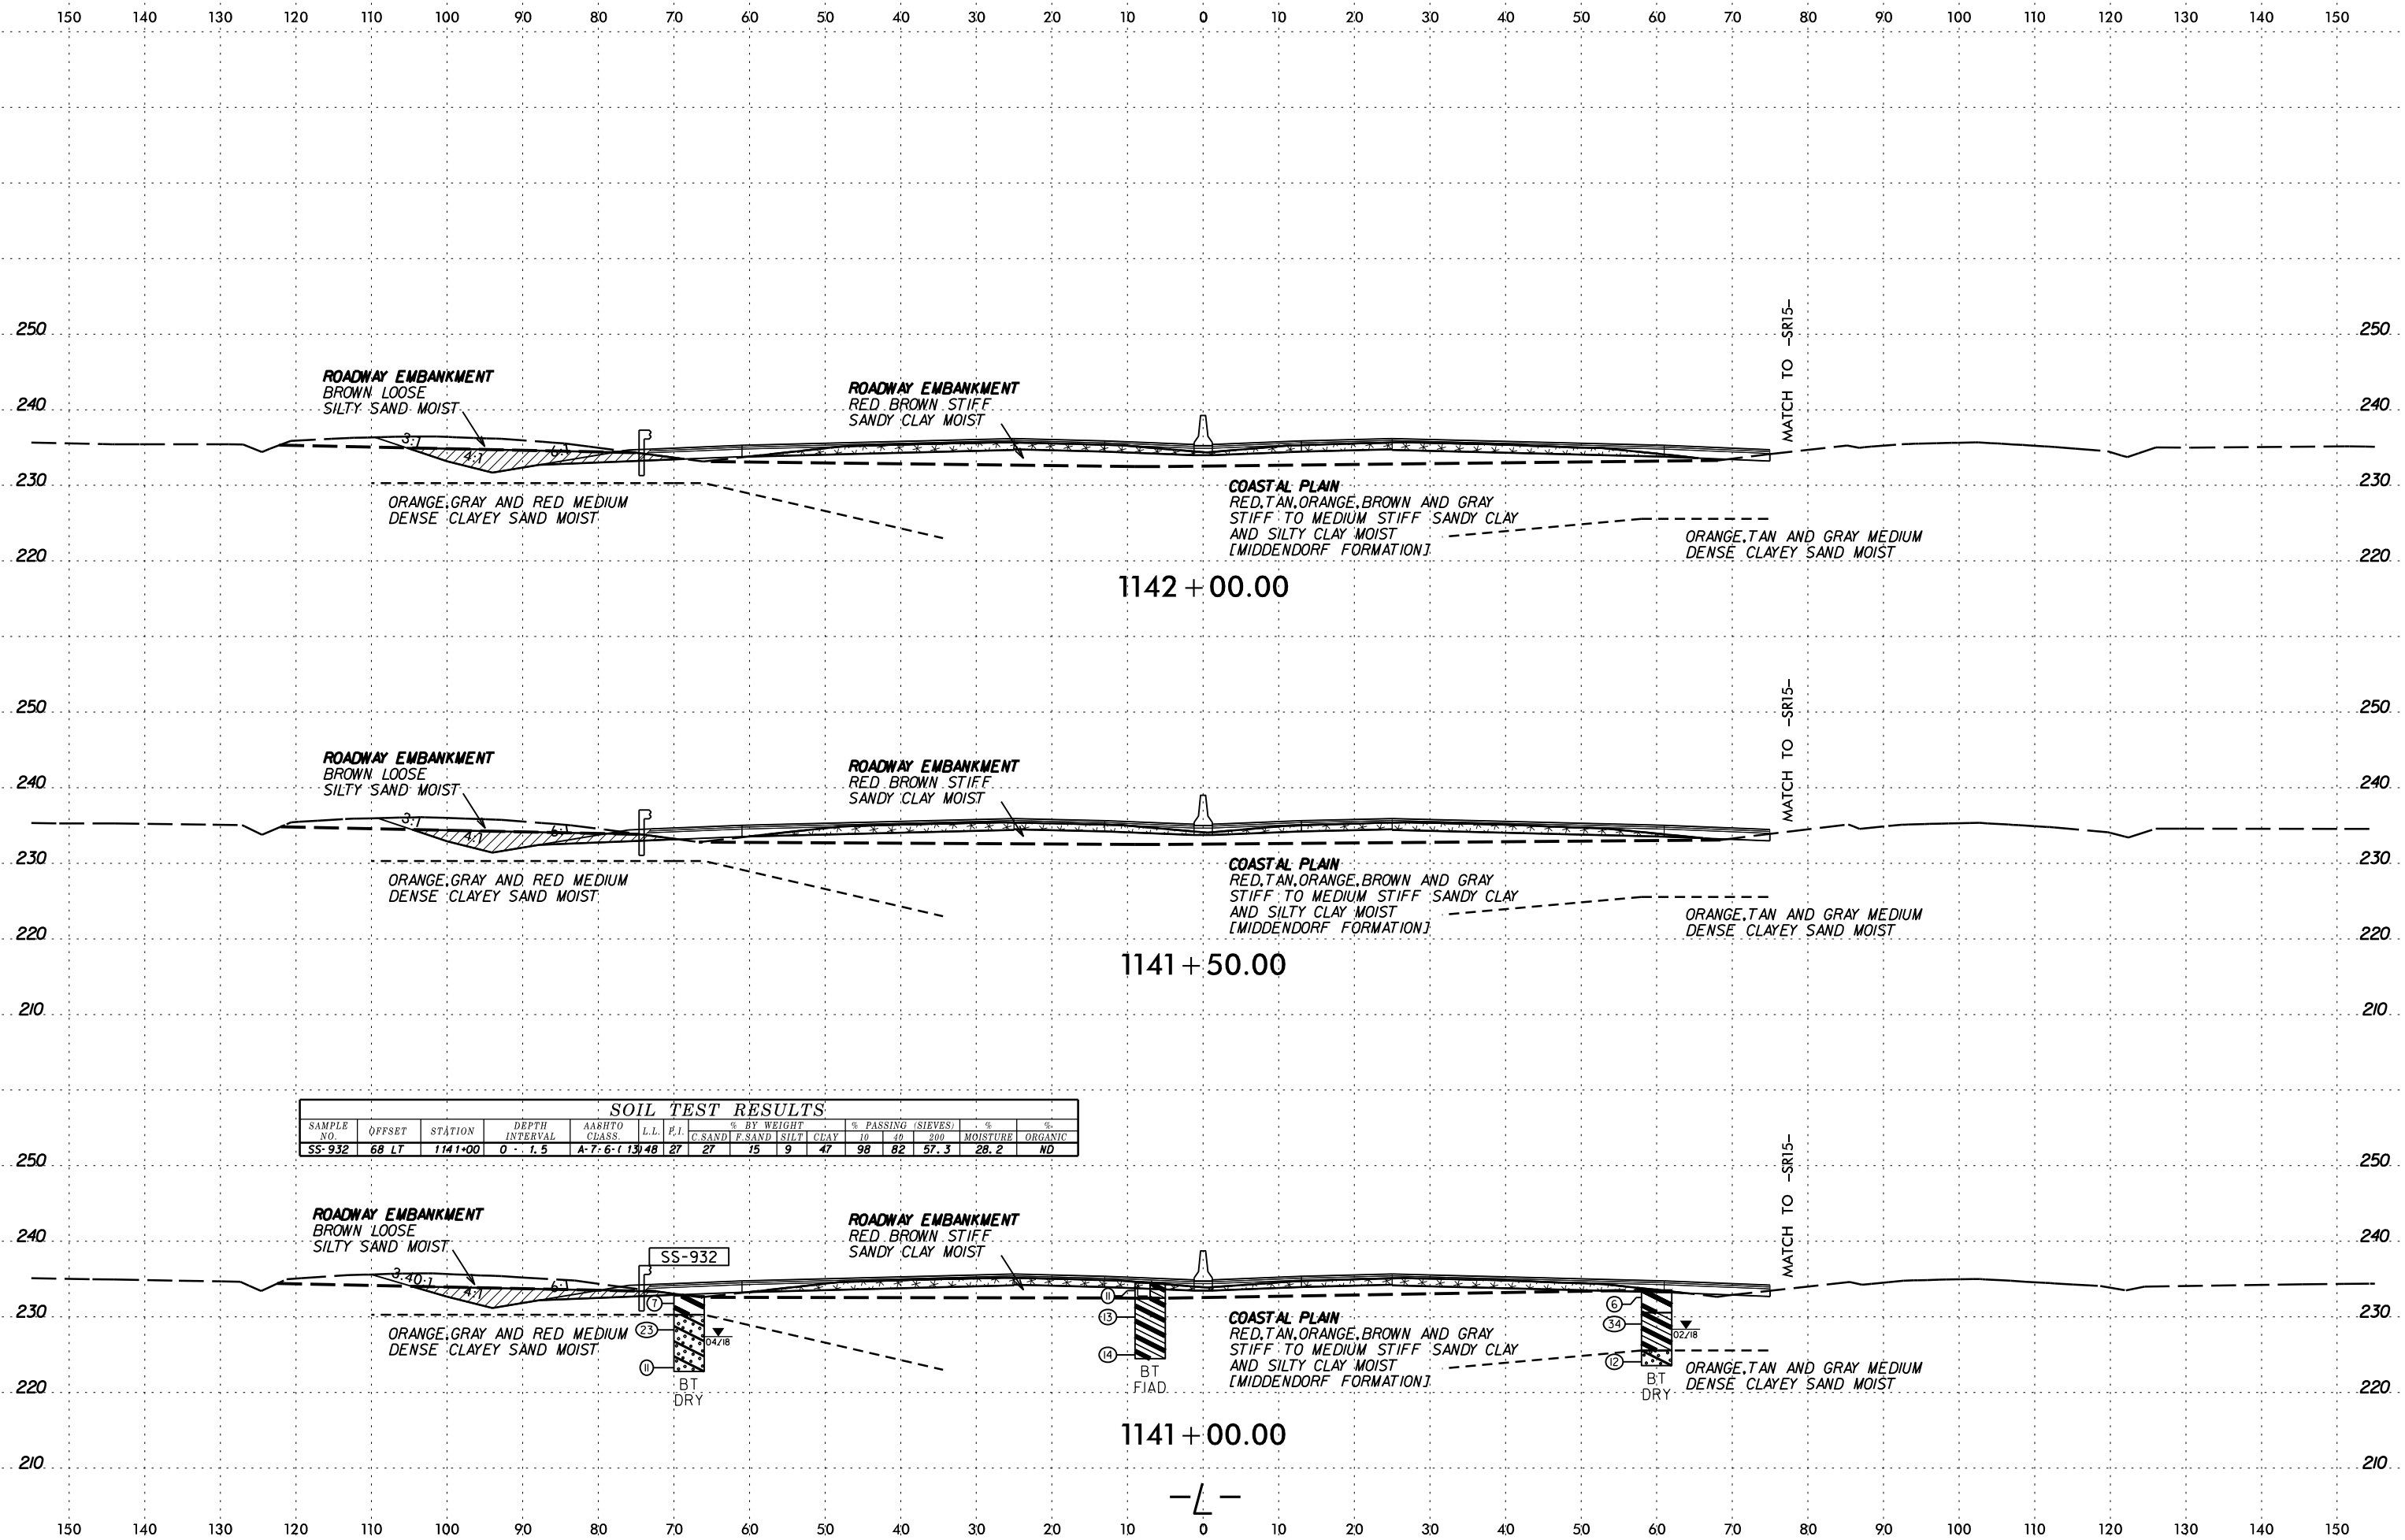 150 140 130 120 110 100 90 80 70 60 50 40 30 20 10 0 10 20 30 40 50 60 70 80 90 100 110 120 130 140 150
MATCH TO -SR15-
250 250
ROADWAY EMBANKMENT
BROWN LOOSE
SILTY SAND MOIST
ROADWAY EMBANKMENT
RED BROWN STIFF
SANDY CLAY MOIST
240 240
3:1 4:1 6:1
230 230
ORANGE,GRAY AND RED MEDIUM
DENSE CLAYEY SAND MOIST
COASTAL PLAIN
RED,TAN,ORANGE,BROWN AND GRAY
STIFF TO MEDIUM STIFF SANDY CLAY
AND SILTY CLAY MOIST
[MIDDENDORF FORMATION]
ORANGE,TAN AND GRAY MEDIUM
DENSE CLAYEY SAND MOIST
220 220
1142+00.00
MATCH TO -SR15-
250 250
ROADWAY EMBANKMENT
BROWN LOOSE
SILTY SAND MOIST
ROADWAY EMBANKMENT
RED BROWN STIFF
SANDY CLAY MOIST
240 240
3:1 4:1 6:1
230 230
ORANGE,GRAY AND RED MEDIUM
DENSE CLAYEY SAND MOIST
COASTAL PLAIN
RED,TAN,ORANGE,BROWN AND GRAY
STIFF TO MEDIUM STIFF SANDY CLAY
AND SILTY CLAY MOIST
[MIDDENDORF FORMATION]
ORANGE,TAN AND GRAY MEDIUM
DENSE CLAYEY SAND MOIST
220 220
1141+50.00
210 210
SOIL TEST RESULTS
SAMPLE NO. OFFSET STATION DEPTH INTERVAL AASHTO CLASS. L.L. P.I. % BY WEIGHT % PASSING (SIEVES) % MOISTURE % ORGANIC
C.SAND F.SAND SILT CLAY 10 40 200
SS-932 68 LT 1141+00 0 - 1.5 A-7-6-(13) 48 27 27 15 9 47 98 82 57.3 28.2 ND
MATCH TO -SR15-
250 250
ROADWAY EMBANKMENT
BROWN LOOSE
SILTY SAND MOIST
SS-932
ROADWAY EMBANKMENT
RED BROWN STIFF
SANDY CLAY MOIST
240 240
3.40:1 4:1 6:1
230 230
7
23
11
04/18
BT
DRY
11
13
14
BT
FIAD
6
34
12
02/18
BT
DRY
ORANGE,GRAY AND RED MEDIUM
DENSE CLAYEY SAND MOIST
COASTAL PLAIN
RED,TAN,ORANGE,BROWN AND GRAY
STIFF TO MEDIUM STIFF SANDY CLAY
AND SILTY CLAY MOIST
[MIDDENDORF FORMATION]
ORANGE,TAN AND GRAY MEDIUM
DENSE CLAYEY SAND MOIST
220 220
1141+00.00
210 210
-L-
150 140 130 120 110 100 90 80 70 60 50 40 30 20 10 0 10 20 30 40 50 60 70 80 90 100 110 120 130 140 150